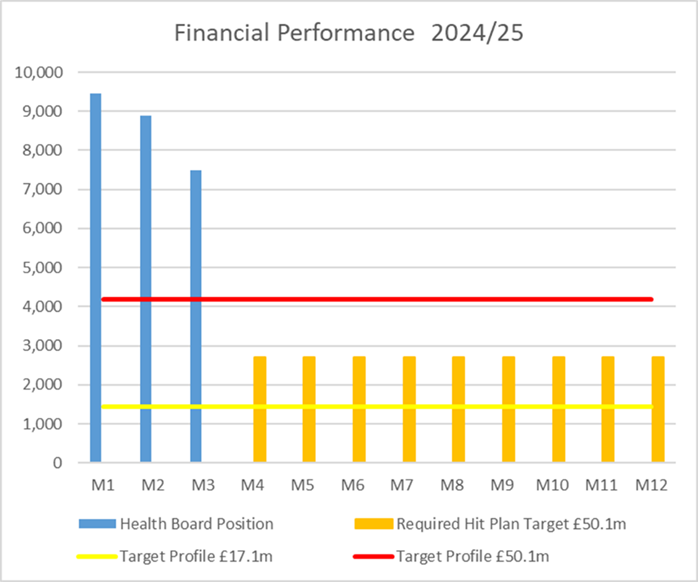 Financial Performance 2024/25
10,000
9,000
8,000
7,000
6,000
5,000
4,000
3,000
2,000
1,000
0
M1 M2 M3 M4 M5 M6 M7 M8 M9 M10 M11 M12
Health Board Position Required Hit Plan Target £50.1m
Target Profile £17.1m Target Profile £50.1m